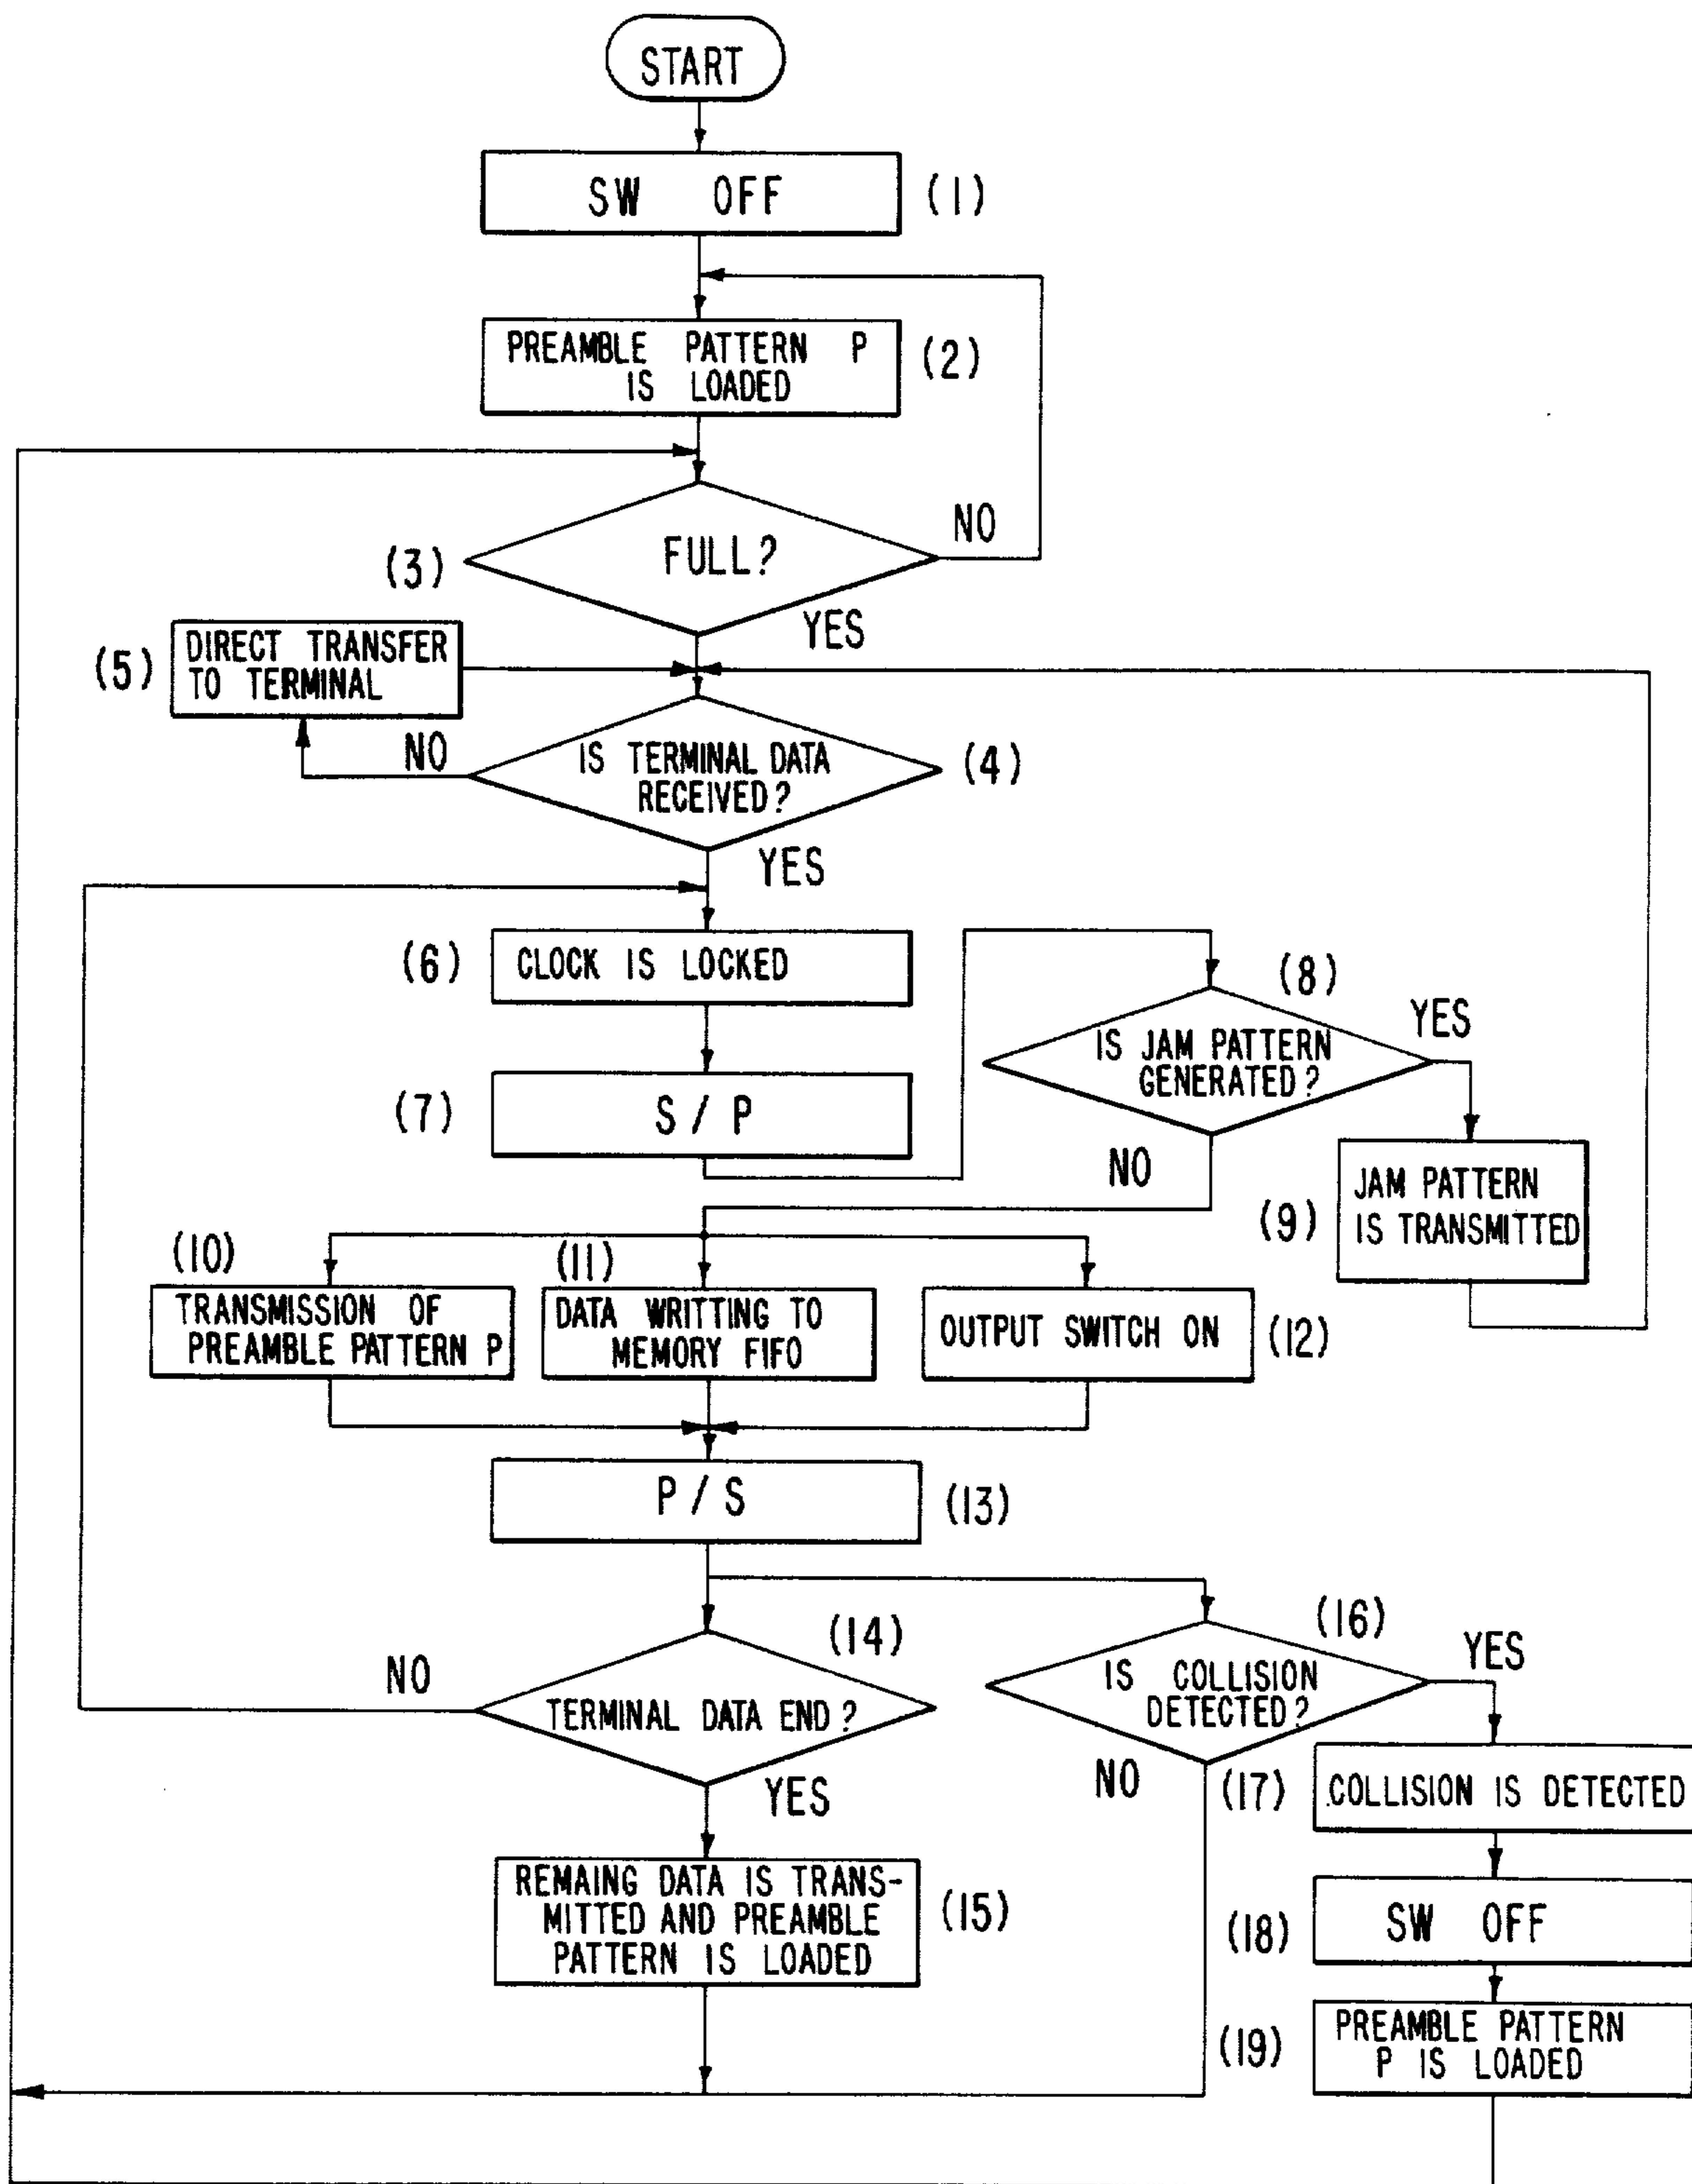 START
SW OFF
(1)
PREAMBLE PATTERN P
IS LOADED
(2)
FULL?
(3)
NO
YES
DIRECT TRANSFER
TO TERMINAL
(5)
NO
IS TERMINAL DATA
RECEIVED?
(4)
YES
(6)
CLOCK IS LOCKED
(7)
S / P
(8)
IS JAM PATTERN
GENERATED?
YES
NO
(9)
JAM PATTERN
IS TRANSMITTED
(10)
TRANSMISSION OF
PREAMBLE PATTERN P
(11)
DATA WRITTING TO
MEMORY FIFO
OUTPUT SWITCH ON
(12)
P / S
(13)
(14)
NO
TERMINAL DATA END?
YES
(16)
IS COLLISION
DETECTED?
YES
NO
(17)
COLLISION IS DETECTED
REMAING DATA IS TRANS-
MITTED AND PREAMBLE
PATTERN IS LOADED
(15)
(18)
SW OFF
(19)
PREAMBLE PATTERN
P IS LOADED